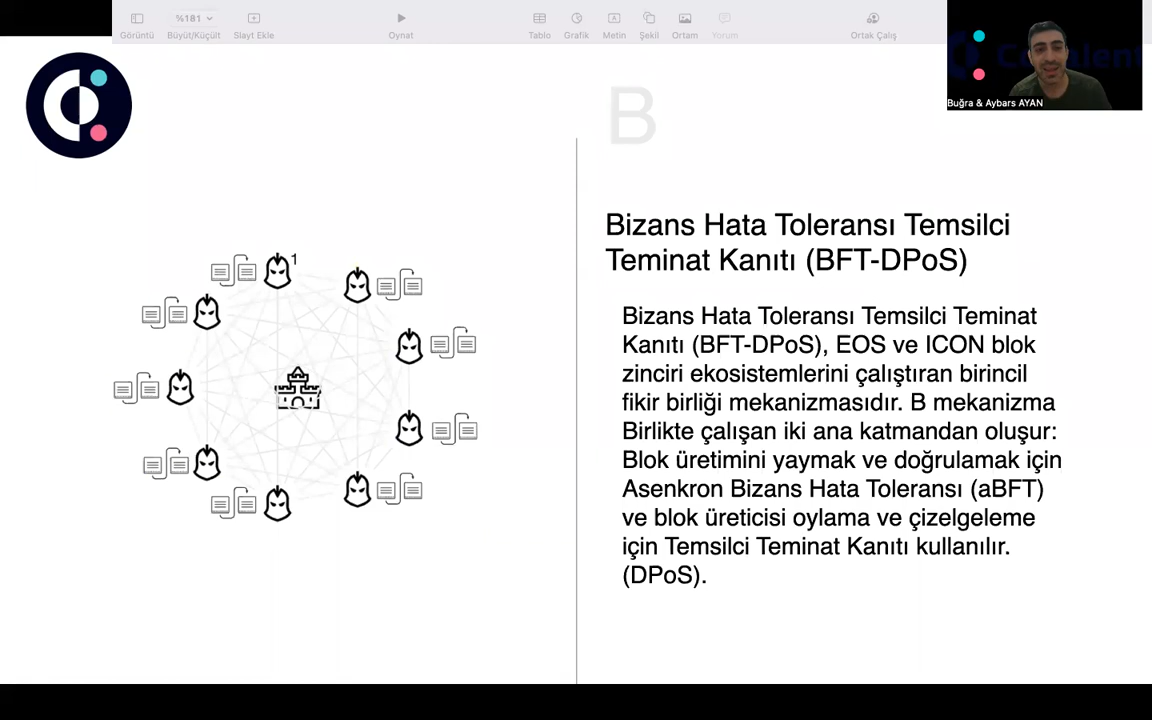 %181
Görüntü
Büyüt/Küçült
Slayt Ekle
Oynat
Tablo
Grafik
Metin
Şekil
Ortam
Yorum
Ortak Çalış
Buğra & Aybars AYAN
B
1
Bizans Hata Toleransı Temsilci
Teminat Kanıtı (BFT-DPoS)
Bizans Hata Toleransı Temsilci Teminat
Kanıtı (BFT-DPoS), EOS ve ICON blok
zinciri ekosistemlerini çalıştıran birincil
fikir birliği mekanizmasıdır. B mekanizma
Birlikte çalışan iki ana katmandan oluşur:
Blok üretimini yaymak ve doğrulamak için
Asenkron Bizans Hata Toleransı (aBFT)
ve blok üreticisi oylama ve çizelgeleme
için Temsilci Teminat Kanıtı kullanılır.
(DPoS).